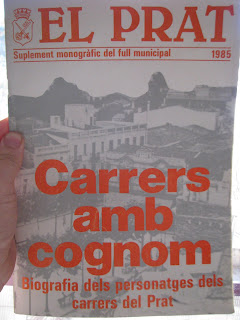 EL PRAT
Suplement monogràfic del full municipal 1985
Carrers
amb
cognom
Biografia dels personatges dels
carrers del Prat